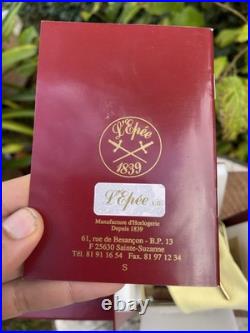 L'Epée
1839
L'Epée
Manufacture d'Horlogerie
Depuis 1839
61, rue de Besançon - B.P. 13
F 25630 Sainte-Suzanne
Tél. 81 91 16 54 Fax. 81 97 12 34
S